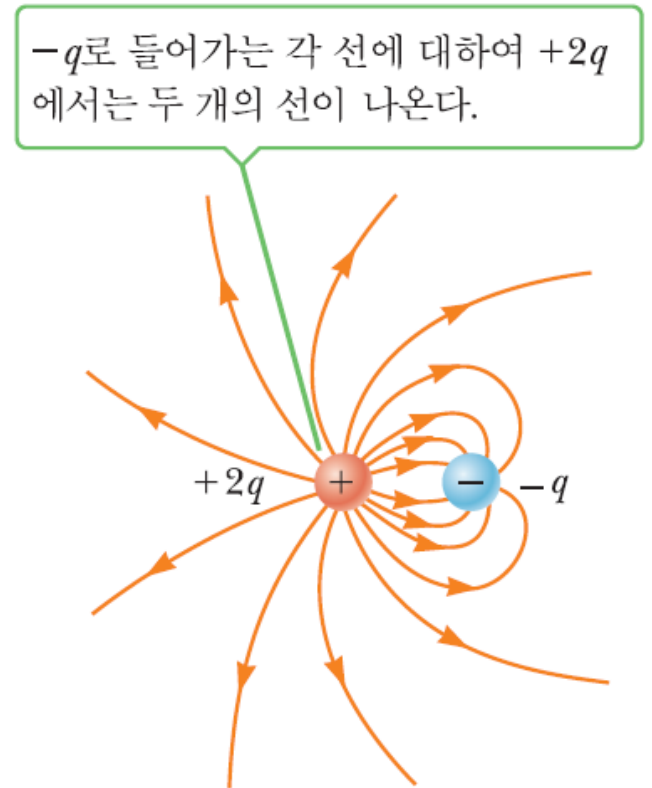 −q로 들어가는 각 선에 대하여 +2q
에서는 두 개의 선이 나온다.
+2q + − −q